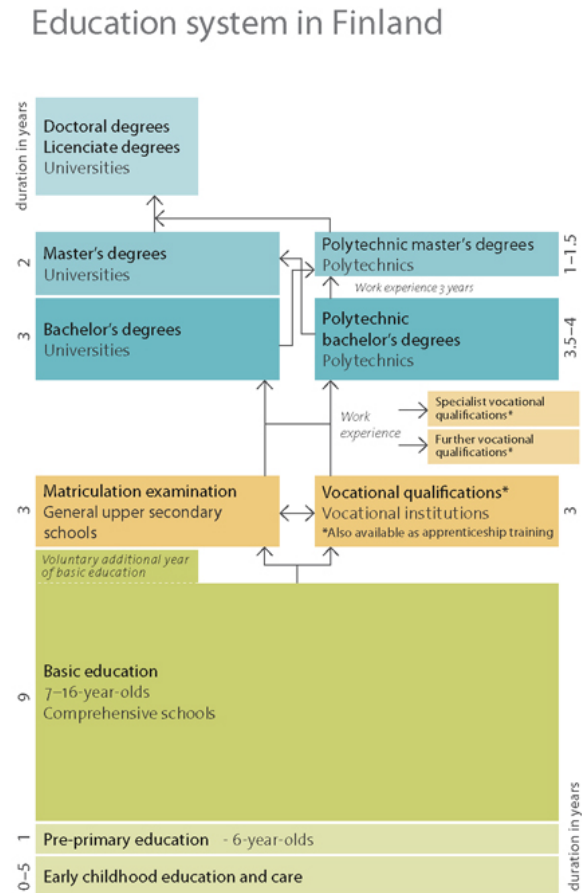 Education system in Finland
duration in years
Doctoral degrees
Licenciate degrees
Universities
2
Master's degrees
Universities
Polytechnic master's degrees
Polytechnics
1–1.5
Work experience 3 years
3
Bachelor's degrees
Universities
Polytechnic
bachelor's degrees
Polytechnics
3.5–4
Work
experience
Specialist vocational
qualifications*
Further vocational
qualifications*
3
Matriculation examination
General upper secondary
schools
Vocational qualifications*
Vocational institutions
*Also available as apprenticeship training
3
Voluntary additional year
of basic education
9
Basic education
7–16-year-olds
Comprehensive schools
1
Pre-primary education - 6-year-olds
0–5
Early childhood education and care
duration in years